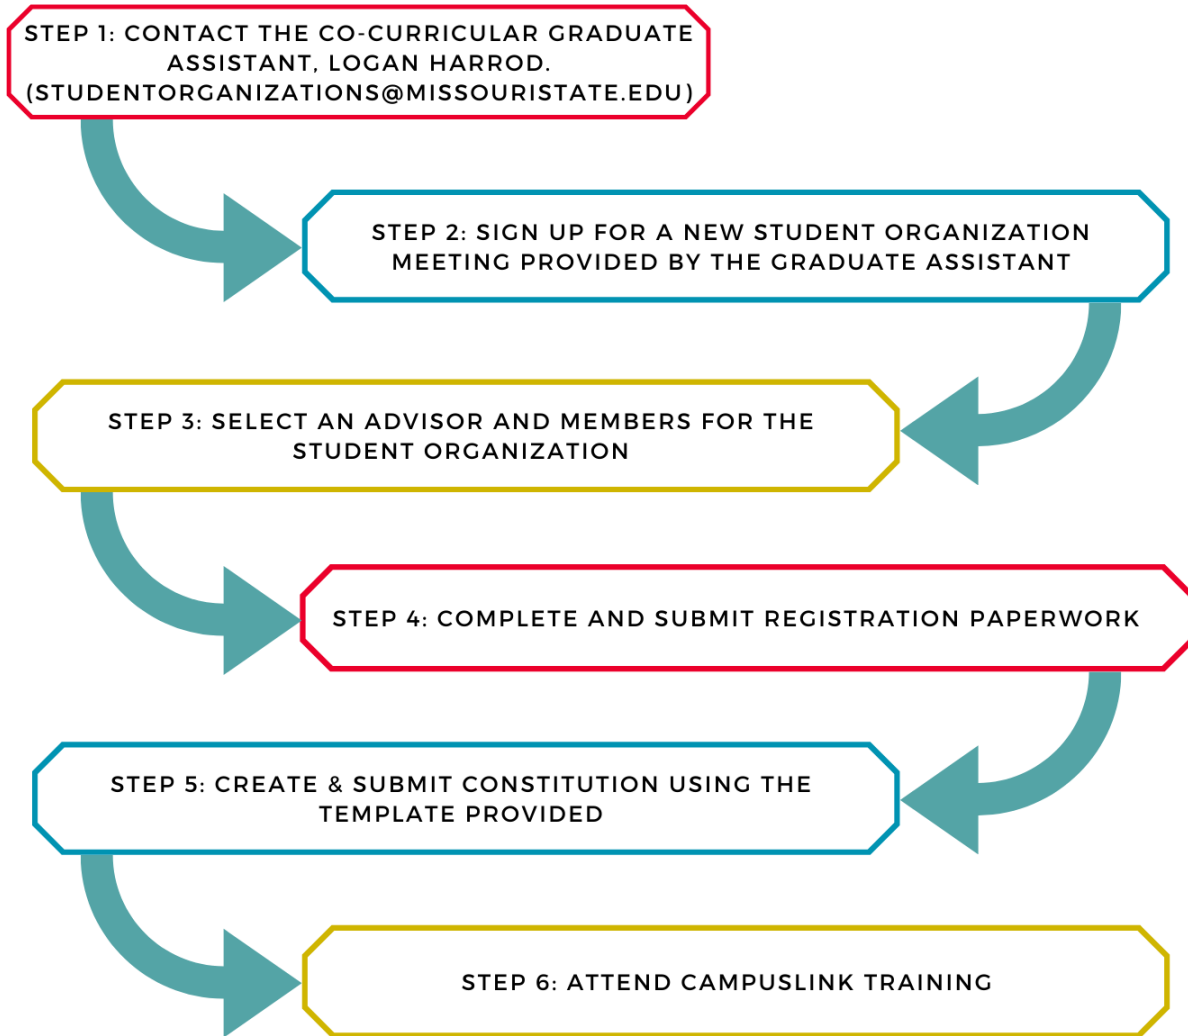 STEP 1: CONTACT THE CO-CURRICULAR GRADUATE
ASSISTANT, LOGAN HARROD.
(STUDENTORGANIZATIONS@MISSOURISTATE.EDU)
STEP 2: SIGN UP FOR A NEW STUDENT ORGANIZATION
MEETING PROVIDED BY THE GRADUATE ASSISTANT
STEP 3: SELECT AN ADVISOR AND MEMBERS FOR THE
STUDENT ORGANIZATION
STEP 4: COMPLETE AND SUBMIT REGISTRATION PAPERWORK
STEP 5: CREATE & SUBMIT CONSTITUTION USING THE
TEMPLATE PROVIDED
STEP 6: ATTEND CAMPUSLINK TRAINING